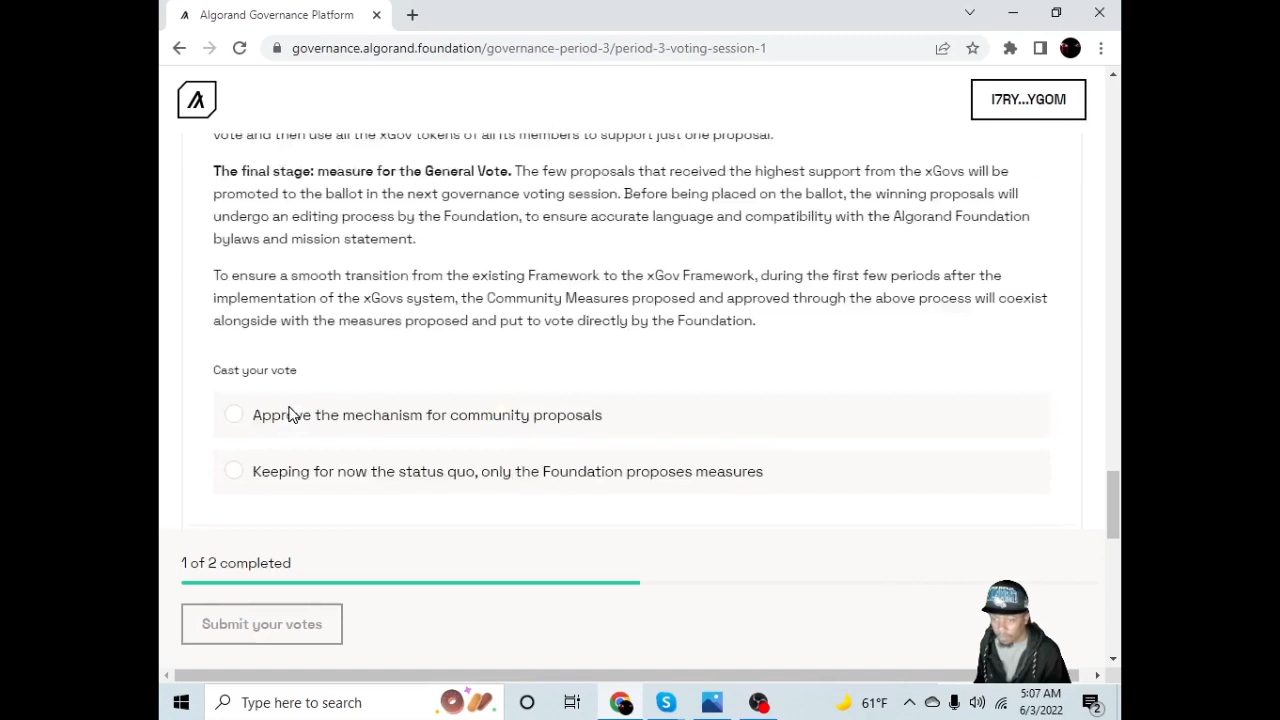 Algorand Governance Platform
governance.algorand.foundation/governance-period-3/period-3-voting-session-1
I7RY...YGOM
vote and then use all the xGov tokens of all its members to support just one proposal.
The final stage: measure for the General Vote. The few proposals that received the highest support from the xGovs will be
promoted to the ballot in the next governance voting session. Before being placed on the ballot, the winning proposals will
undergo an editing process by the Foundation, to ensure accurate language and compatibility with the Algorand Foundation
bylaws and mission statement.
To ensure a smooth transition from the existing Framework to the xGov Framework, during the first few periods after the
implementation of the xGovs system, the Community Measures proposed and approved through the above process will coexist
alongside with the measures proposed and put to vote directly by the Foundation.
Cast your vote
Approve the mechanism for community proposals
Keeping for now the status quo, only the Foundation proposes measures
1 of 2 completed
Submit your votes
Type here to search
61°F
5:07 AM
6/3/2022
2